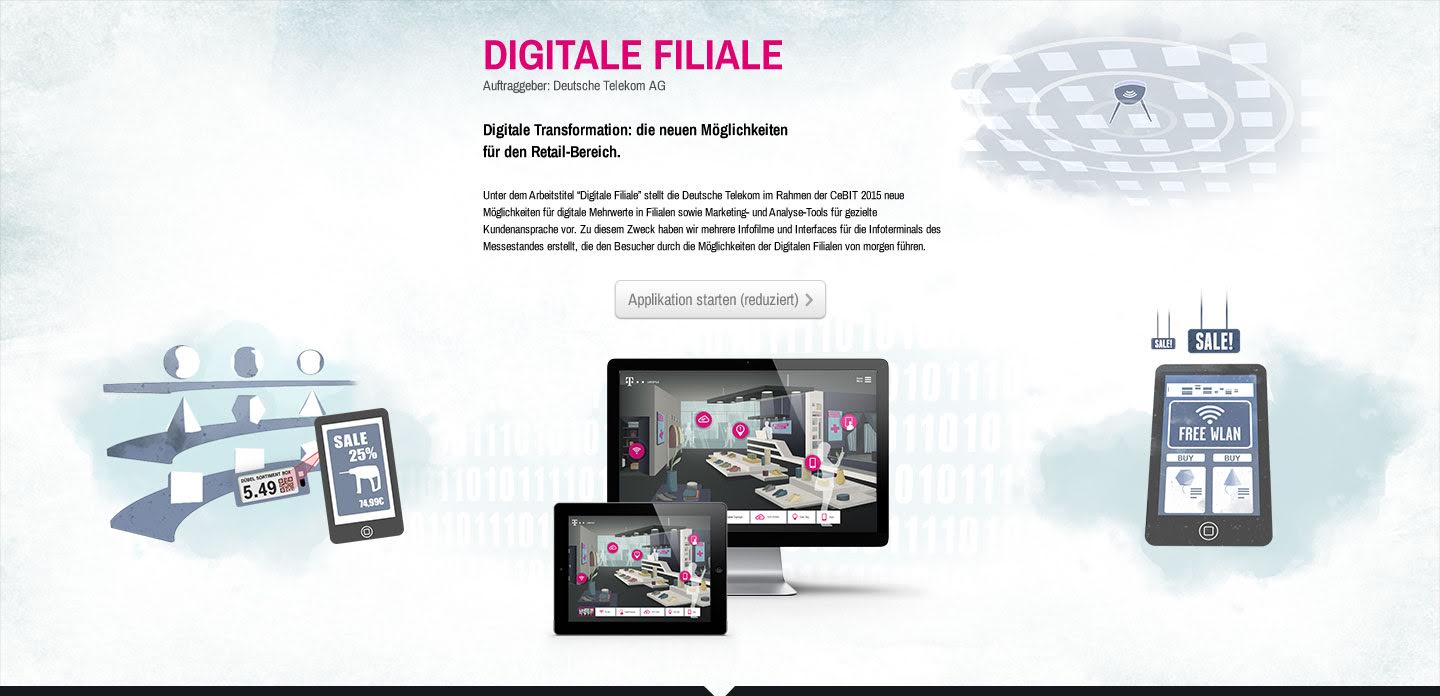 DIGITALE FILIALE
Auftraggeber: Deutsche Telekom AG
Digitale Transformation: die neuen Möglichkeiten
für den Retail-Bereich.
Unter dem Arbeitstitel “Digitale Filiale” stellt die Deutsche Telekom im Rahmen der CeBIT 2015 neue
Möglichkeiten für digitale Mehrwerte in Filialen sowie Marketing- und Analyse-Tools für gezielte
Kundenansprache vor. Zu diesem Zweck haben wir mehrere Infofilme und Interfaces für die Infoterminals des
Messestandes erstellt, die den Besucher durch die Möglichkeiten der Digitalen Filialen von morgen führen.
Applikation starten (reduziert)
SALE
25%
74.99€
DÜBEL SORTIMENT BOX
5.49
SALE!
SALE!
FREE WLAN
BUY
BUY